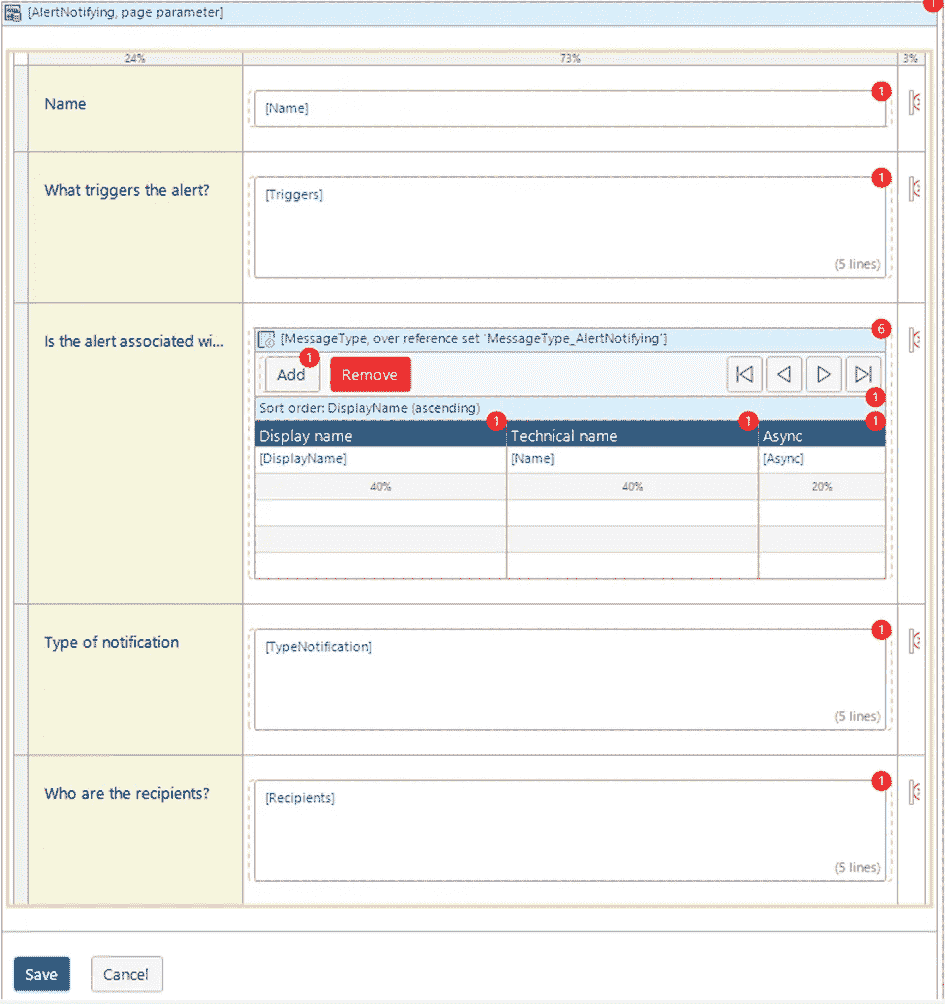 [AlertNotifying, page parameter]
1
24%
73%
3%
Name
[Name]
1
What triggers the alert?
[Triggers]
1
(5 lines)
Is the alert associated wi...
[MessageType, over reference set 'MessageType_AlertNotifying']
6
Add
1
Remove
Sort order: DisplayName (ascending)
1
Display name
1
Technical name
1
Async
1
[DisplayName]
[Name]
[Async]
40%
40%
20%
Type of notification
[TypeNotification]
1
(5 lines)
Who are the recipients?
[Recipients]
1
(5 lines)
Save
Cancel